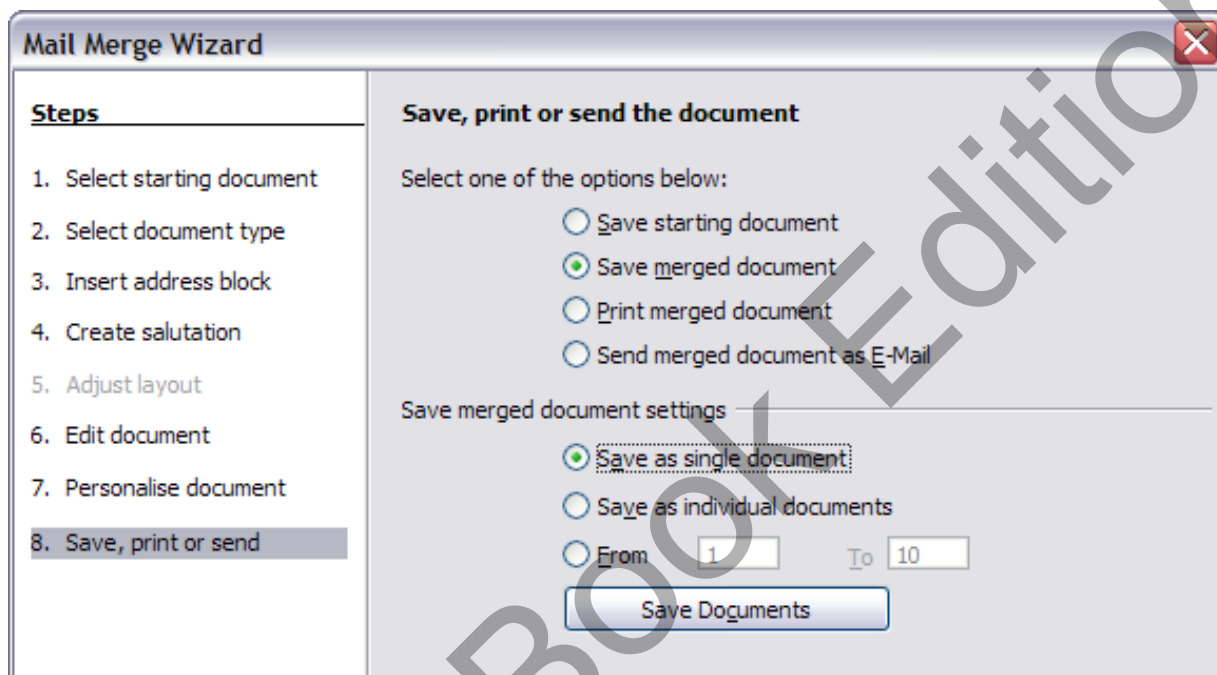 Mail Merge Wizard
Steps
1. Select starting document
2. Select document type
3. Insert address block
4. Create salutation
5. Adjust layout
6. Edit document
7. Personalise document
8. Save, print or send
Save, print or send the document
Select one of the options below:
Save starting document
Save merged document
Print merged document
Send merged document as E-Mail
Save merged document settings
Save as single document
Save as individual documents
From 1 To 10
Save Documents
Book Edition